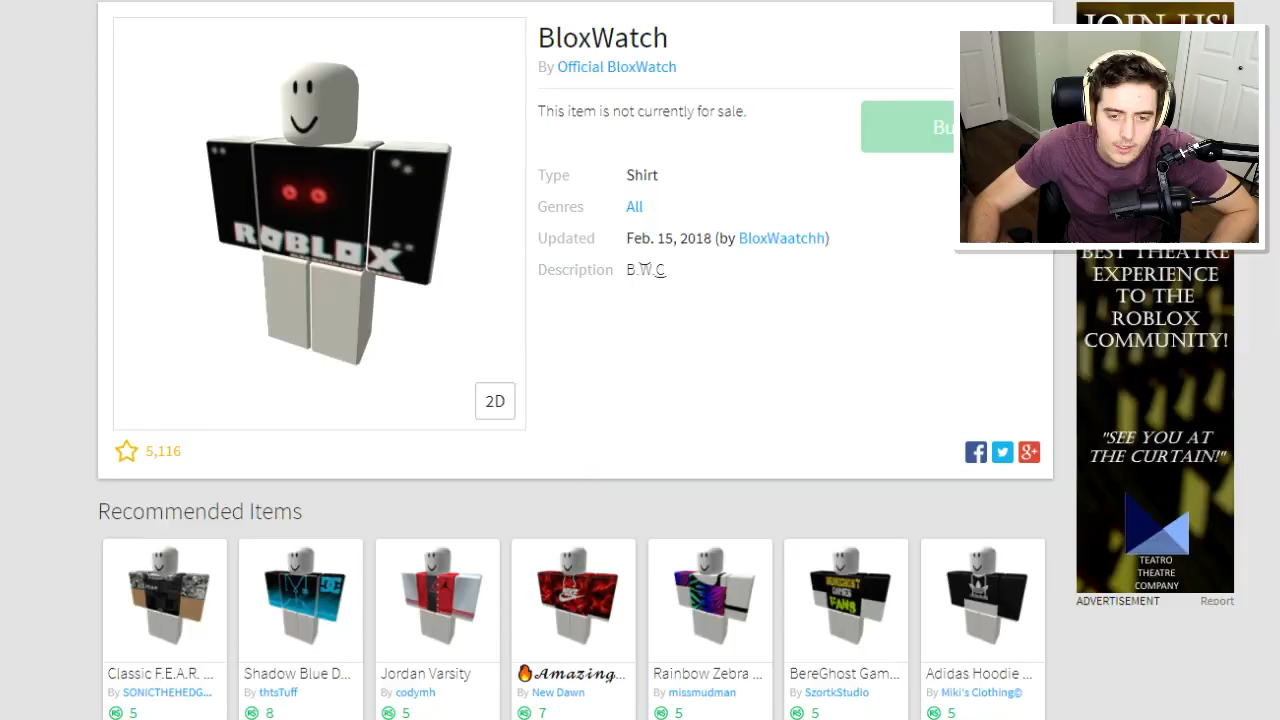 BloxWatch
By Official BloxWatch
This item is not currently for sale.
Type Shirt
Genres All
Updated Feb. 15, 2018 (by BloxWaatchh)
Description B.W.C
ROBLOX
2D
5,116
JOIN US!
BEST THEATRE
EXPERIENCE
TO THE
ROBLOX
COMMUNITY!
"SEE YOU AT
THE CURTAIN!"
TEATRO
THEATRE
COMPANY
ADVERTISEMENT Report
Recommended Items
Classic F.E.A.R. ...
By SONICTHEHEDG...
5
Shadow Blue D...
By thtsTuff
8
Jordan Varsity
By codymh
5
🔥𝓐𝓶𝓪𝔃𝓲𝓷𝓰...
By New Dawn
7
Rainbow Zebra ...
By missmudman
5
BereGhost Gam...
By SzortkStudio
5
Adidas Hoodie ...
By Miki's Clothing©
5